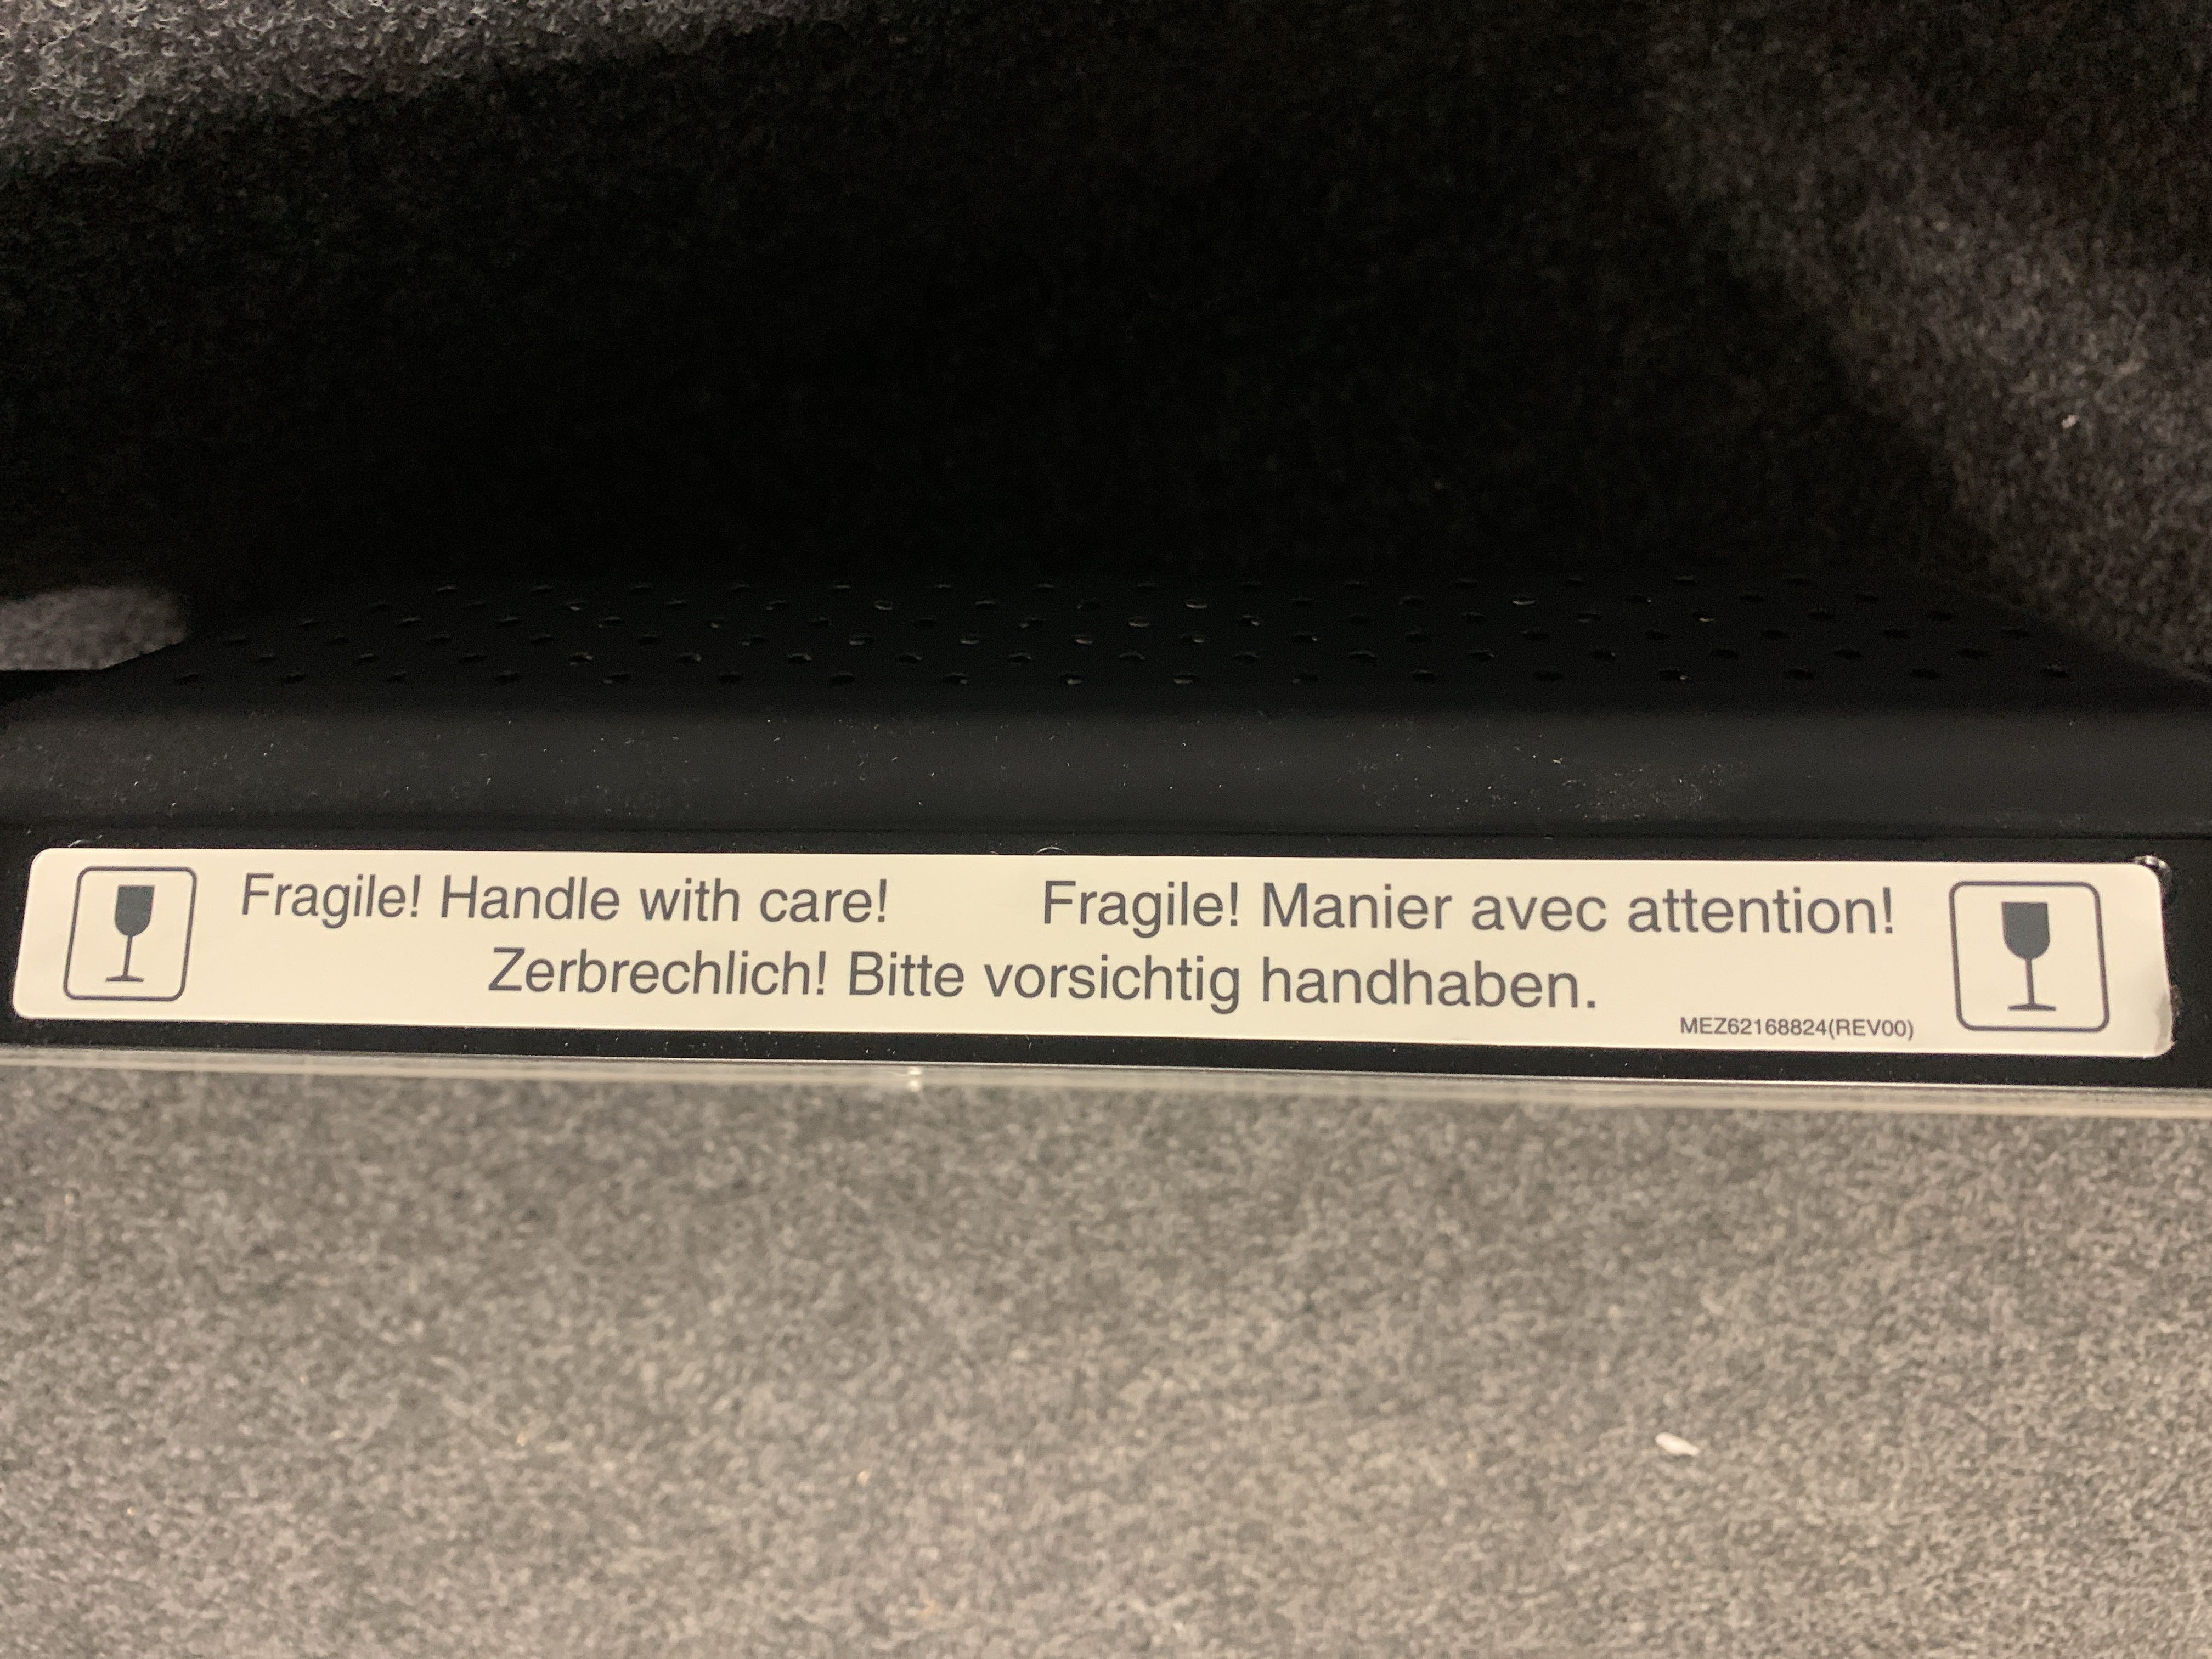 Fragile! Handle with care! Fragile! Manier avec attention!
Zerbrechlich! Bitte vorsichtig handhaben.
MEZ62168824(REV00)